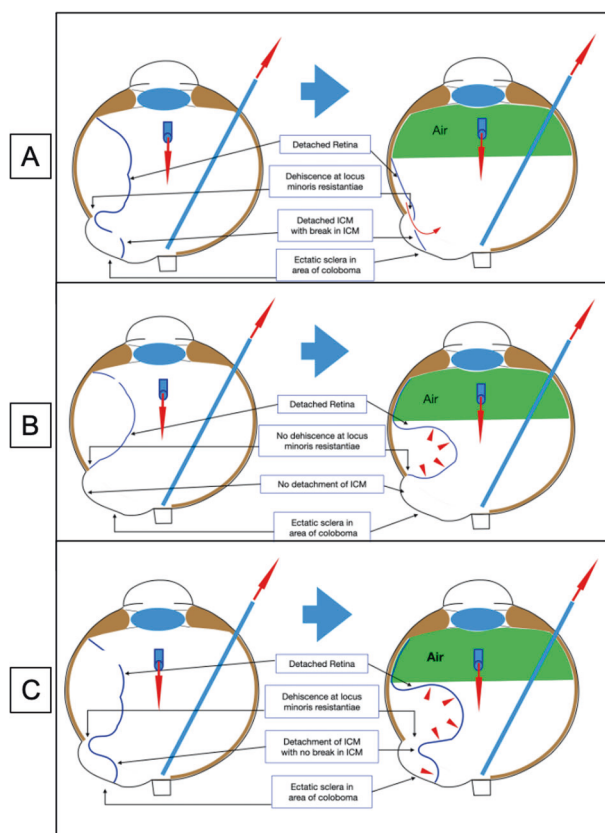 A
Air
Detached Retina
Dehiscence at locus
minoris resistantiae
Detached ICM
with break in ICM
Ectatic sclera in
area of coloboma
B
Air
Detached Retina
No dehiscence at locus
minoris resistantiae
No detachment of ICM
Ectatic sclera in
area of coloboma
C
Air
Detached Retina
Dehiscence at locus
minoris resistantiae
Detachment of ICM
with no break in ICM
Ectatic sclera
in area of coloboma